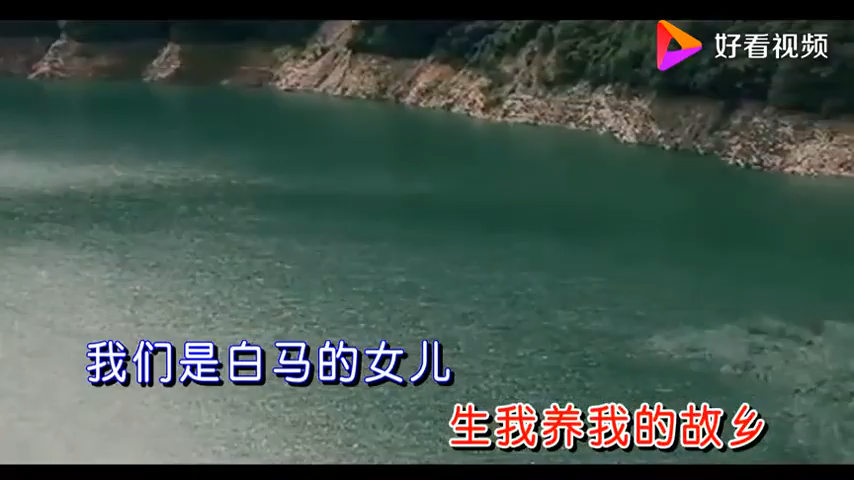 好看视频
我们是白马的女儿
生我养我的故乡